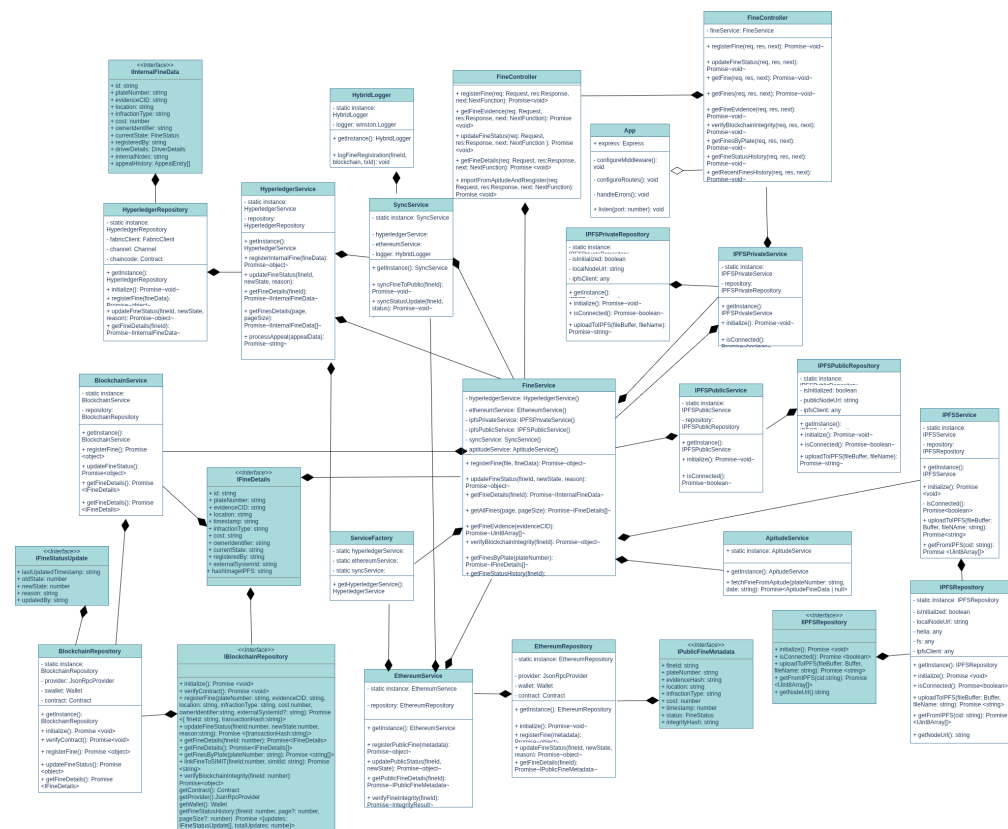 FineController
- fineService: FineService
+ registerFine(req, res, next): Promise~void~
+ updateFineStatus(req, res, next):
Promise~void~
+ getFine(req, res, next): Promise~void~
+ getFines(req, res, next): Promise~void~
+ getFineEvidence(req, res, next):
Promise~void~
+ verifyBlockchainIntegrity(req, res, next):
Promise~void~
+ getFinesByPlate(req, res, next):
Promise~void~
+ getFineStatusHistory(req, res, next):
Promise~void~
+ getRecentFinesHistory(req, res, next):
Promise~void~
<<Interface>>
IInternalFineData
+ id: string
+ plateNumber: string
+ evidenceCID: string
+ location: string
+ infractionType: string
+ cost: number
+ ownerIdentifier: string
+ currentState: FineStatus
+ registeredBy: string
+ driverDetails: DriverDetails
+ internalNotes: string
+ appealHistory: AppealEntry[]
HybridLogger
- static instance:
HybridLogger
- logger: winston.Logger
+ getInstance(): HybridLogger
+ logFineRegistration(fineId,
blockchain, txId): void
FineController
+ registerFine(req: Request, res:Response,
next:NextFunction): Promise<void>
+ getFineEvidence(req: Request,
res:Response, next: NextFunction): Promise
<void>
+ updateFineStatus(req: Request,
res:Response, next: NextFunction ): Promise
<void>
+ getFineDetails(req: Request, res:Response,
next: NextFunction): Promise <void>
+ importFromApitudeAndResgister(req:
Request, res:Response, next: NextFunction):
Promise <void>
App
+ express: Express
- configureMiddleware():
void
- configureRoutes(): void
- handleErrors(): void
+ listen(port: number): void
HyperledgerRepository
- static instance:
HyperledgerRepository
- fabricClient: FabricClient
- channel: Channel
- chaincode: Contract
+ getInstance():
HyperledgerRepository
+ initialize(): Promise~void~
+ registerFine(fineData):
Promise~object~
+ updateFineStatus(fineId, newState,
reason): Promise~object~
+ getFineDetails(fineId):
Promise~IInternalFineData~
HyperledgerService
- static instance:
HyperledgerService
- repository:
HyperledgerRepository
+ getInstance():
HyperledgerService
+ registerInternalFine(fineData):
Promise~object~
+ updateFineStatus(fineId,
newState, reason):
+ getFineDetails(fineId):
Promise~IInternalFineData~
+ getFinesDetails(page,
pageSize):
Promise~IInternalFineData[]~
+ processAppeal(appealData):
Promise~string~
SyncService
- static instance: SyncService
- hyperledgerService:
- ethereumService:
- logger: HybridLogger
+ getInstance(): SyncService
+ syncFineToPublic(fineId):
Promise~void~
+ syncStatusUpdate(fineId,
status): Promise~void~
IPFSPrivateRepository
- static instance:
- isInitialized: boolean
- localNodeUrl: string
- ipfsClient: any
+ getInstance():
+ initialize(): Promise~void~
+ isConnected(): Promise~boolean~
+ uploadToIPFS(fileBuffer, fileName):
Promise~string~
IPFSPrivateService
- static instance:
IPFSPrivateService
- repository:
IPFSPrivateRepository
+ getInstance():
IPFSPrivateService
+ initialize(): Promise~void~
+ isConnected():
Promise~boolean~
BlockchainService
- static instance:
BlockchainService
- repository:
BlockchainRepository
+ getInstance():
BlockchainService
+ registerFine(): Promise
<object>
+ updateFineStatus():
Promise<object>
+ getFineDetails(): Promise
<IFineDetails>
+ getFineDetails(): Promise
<IFineDetails>
FineService
- hyperledgerService: HyperledgerService()
- ethereumService: EthereumService()
- ipfsPrivateService: IPFSPrivateService()
- ipfsPublicService: IPFSPublicService()
- syncService: SyncService()
- aptitudeService: AptitudeService()
+ registerFine(file, fineData): Promise~object~
+ updateFineStatus(fineId, newState, reason):
Promise~object~
+ getFineDetails(fineId): Promise~IInternalFineData~
+ getAllFines(page, pageSize): Promise~IFineDetails[]~
+ getFineEvidence(evidenceCID):
Promise~Uint8Array[]~
+ verifyBlockchainIntegrity(fineId): Promise~object~
+ getFinesByPlate(plateNumber):
Promise~IFineDetails[]~
+ getFineStatusHistory(fineId):
IPFSPublicService
- static instance:
IPFSPublicService
- repository:
IPFSPublicRepository
+ getInstance():
IPFSPublicService
+ initialize(): Promise~void~
+ isConnected():
Promise~boolean~
IPFSPublicRepository
- static instance:
- isInitialized: boolean
- publicNodeUrl: string
- ipfsClient: any
+ getInstance():
+ initialize(): Promise~void~
+ isConnected(): Promise~boolean~
+ uploadToIPFS(fileBuffer, fileName):
Promise~string~
IPFSService
- static instance:
IPFSService
- repository:
IPFSRepository
+ getInstance():
IPFSService
+ initialize(): Promise
<void>
- isConnected():
Promise<boolean>
+ uploadToIPFS(fileBuffer:
Buffer, fileNAme: string):
Promise<string>
+ getFromIPFS(cid: string):
Promise <Uint8Array[]>
<<Interface>>
IFineDetails
+ id: string
+ plateNumber: string
+ evidenceCID: string
+ location: string
+ timestamp: string
+ infractionType: string
+ cost: string
+ ownerIdentifier: string
+ currentState: string
+ registeredBy: string
+ externalSystemId: string
+ hashImageIPFS: string
ServiceFactory
- static hyperledgerService:
- static ethereumService:
- static syncService:
+ getHyperledgerService():
HyperledgerService
ApitudeService
+ static instance: ApitudeService
+ getInstance(): ApitudeService
+ fetchFineFromApitude(plateNumber: string,
date: string): Promise<ApitudeFineData | null>
<<Interface>>
IFineStatusUpdate
+ lastUpdatedTimestamp: string
+ oldState: number
+ newState: number
+ reason: string
+ updatedBy: string
IPFSRepository
- static instance: IPFSRepository
- isInitialized: boolean
- localNodeUrl: string
- helia: any
- fs: any
- ipfsClient: any
+ getInstance(): IPFSRepository
+ initialize(): Promise <void>
+ isConnected(): Promise<boolean>
+ uploadToIPFS(fileBuffer: Buffer,
fileName: string): Promise <string>
+ getFromIPFS(cid:string): Promise
<Uint8Array[]>
+ getNodeUrl(): string
<<Interface>>
IIPFSRepository
+ initialize(): Promise <void>
+ isConnected(): Promise <boolean>
+ uploadToIPFS(fileBuffer: Buffer,
fileName: string): Promise <string>
+ getFromIPFS(cid:string): Promise
<Uint8Array[]>
+ getNodeUrl():string
BlockchainRepository
- static instance:
BlockchainRepository
- provider: JsonRpcProvider
- swallet: Wallet
- contract: Contract
+ getInstance():
BlockchainRepository
+ initialize(): Promise <void>
+ verifyContract(): Promise<void>
+ registerFine(): Promise <object>
+ updateFineStatus(): Promise
<object>
+ getFineDetails(): Promise
<IFineDetails>
<<Interface>>
IBlockchainRepository
+ initialize(): Promise <void>
+ verifyContract(): Promise <void>
+ registerFine(plateNumber: string, evidenceCID: string,
location: string, infractionType: string, cost number,
ownerIdentifier:string, externalSystemId?: string): Promise
<{ fineId: string, transactionHash:string}>
+ updateFineStatus(fineId: number, newState:number,
reason:string): Promise <{transactionHash:string}>
+ getFineDetails(fineId: number): Promise<IFineDetails>
+ getFineDetails(): Promise <IFineDetails[]>
+ getFinesByPlate(plateNumber: string): Promise <string[]>
+ linkFineToSIMIT(fineId:number, simitId: string): Promise
<string>
+ verifyBlockchainIntegrity(fineId: number):
Promise<object>
getContract(): Contract
getProvider():JsonRpcProvider
getWallet(): Wallet
getFineStatusHistory:(fineId: number, page?: number,
pageSize?: number) :Promise <{updates:
IFineStatusUpdate[], totalUpdates: numbe}>
EthereumService
- static instance: EthereumService
- repository: EthereumRepository
+ getInstance(): EthereumService
+ registerPublicFine(metadata):
Promise~object~
+ updatePublicStatus(fineId,
newState): Promise~object~
+ getPublicFineDetails(fineId):
Promise~IPublicFineMetadata~
+ verifyFineIntegrity(fineId):
Promise~IntegrityResult~
EthereumRepository
- static instance: EthereumRepository
- provider: JsonRpcProvider
- wallet: Wallet
- contract: Contract
+ getInstance(): EthereumRepository
+ initialize(): Promise~void~
+ registerFine(metadata):
Promise~object~
+ updateFineStatus(fineId, newState,
reason): Promise~object~
+ getFineDetails(fineId):
Promise~IPublicFineMetadata~
<<Interface>>
IPublicFineMetadata
+ fineId: string
+ plateNumber: string
+ evidenceHash: string
+ location: string
+ infractionType: string
+ cost: number
+ timestamp: number
+ status: FineStatus
+ integrityHash: string